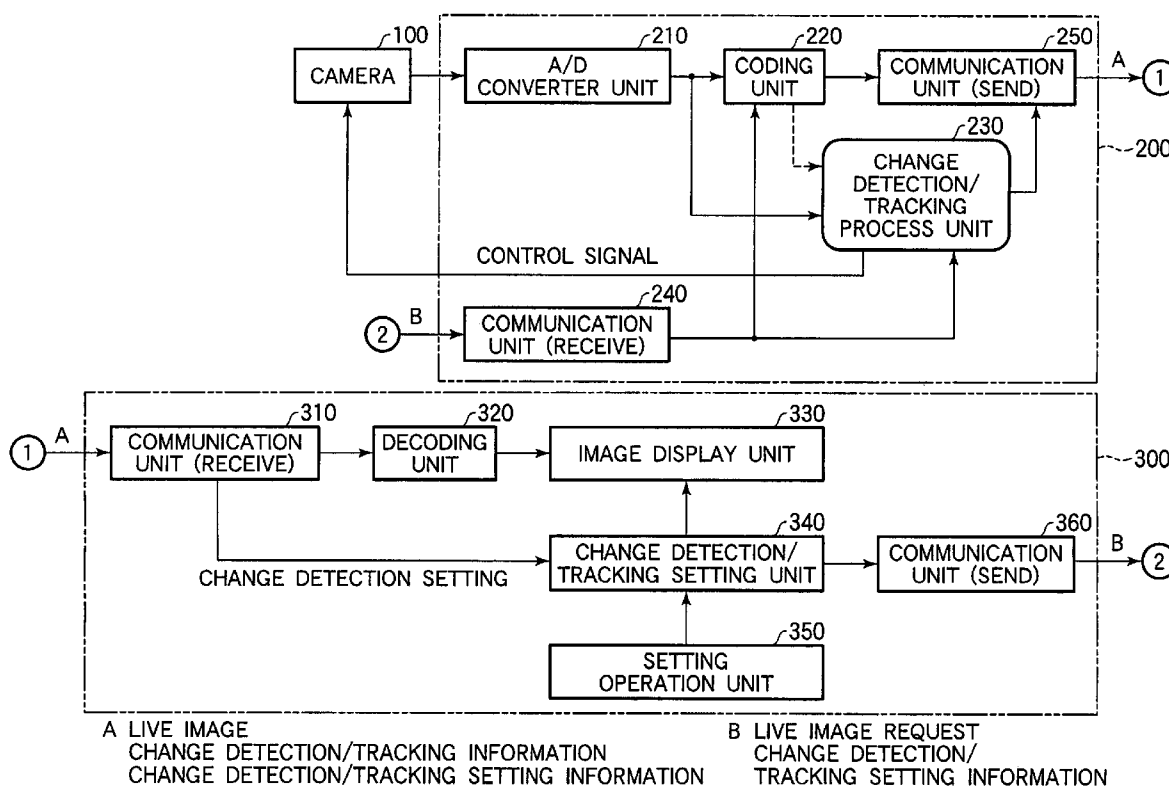 100
CAMERA
210
A/D
CONVERTER UNIT
220
CODING
UNIT
250
COMMUNICATION
UNIT (SEND)
A
1
230
CHANGE
DETECTION/
TRACKING
PROCESS UNIT
200
CONTROL SIGNAL
2
B
240
COMMUNICATION
UNIT (RECEIVE)
1
A
310
COMMUNICATION
UNIT (RECEIVE)
320
DECODING
UNIT
330
IMAGE DISPLAY UNIT
300
CHANGE DETECTION SETTING
340
CHANGE DETECTION/
TRACKING SETTING UNIT
360
COMMUNICATION
UNIT (SEND)
B
2
350
SETTING
OPERATION UNIT
A LIVE IMAGE
CHANGE DETECTION/TRACKING INFORMATION
CHANGE DETECTION/TRACKING SETTING INFORMATION
B LIVE IMAGE REQUEST
CHANGE DETECTION/
TRACKING SETTING INFORMATION